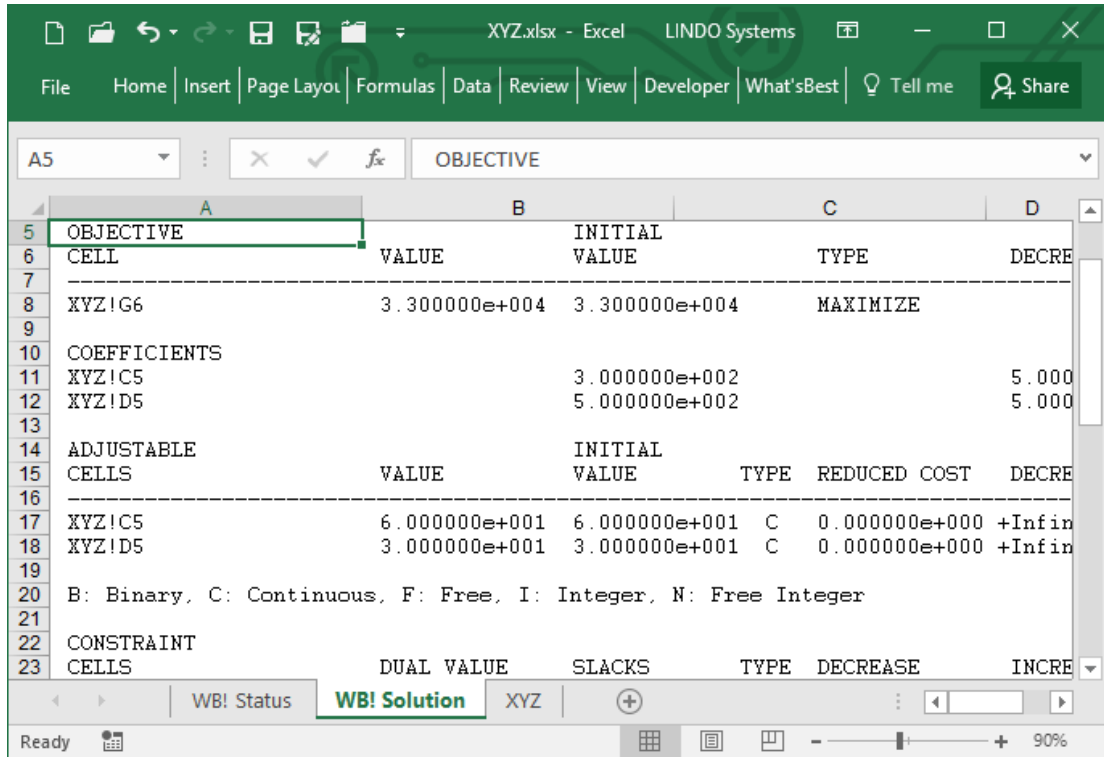 XYZ.xlsx - Excel LINDO Systems
File Home Insert Page Layou Formulas Data Review View Developer What'sBest Tell me Share
A5 fx OBJECTIVE
A B C D
5 OBJECTIVE INITIAL
6 CELL VALUE VALUE TYPE DECRE
7 --------------------------------------------------------------------------------
8 XYZ!G6 3.300000e+004 3.300000e+004 MAXIMIZE
9
10 COEFFICIENTS
11 XYZ!C5 3.000000e+002 5.000
12 XYZ!D5 5.000000e+002 5.000
13
14 ADJUSTABLE INITIAL
15 CELLS VALUE VALUE TYPE REDUCED COST DECRE
16 --------------------------------------------------------------------------------
17 XYZ!C5 6.000000e+001 6.000000e+001 C 0.000000e+000 +Infin
18 XYZ!D5 3.000000e+001 3.000000e+001 C 0.000000e+000 +Infin
19
20 B: Binary, C: Continuous, F: Free, I: Integer, N: Free Integer
21
22 CONSTRAINT
23 CELLS DUAL VALUE SLACKS TYPE DECREASE INCRE
WB! Status WB! Solution XYZ
Ready 90%